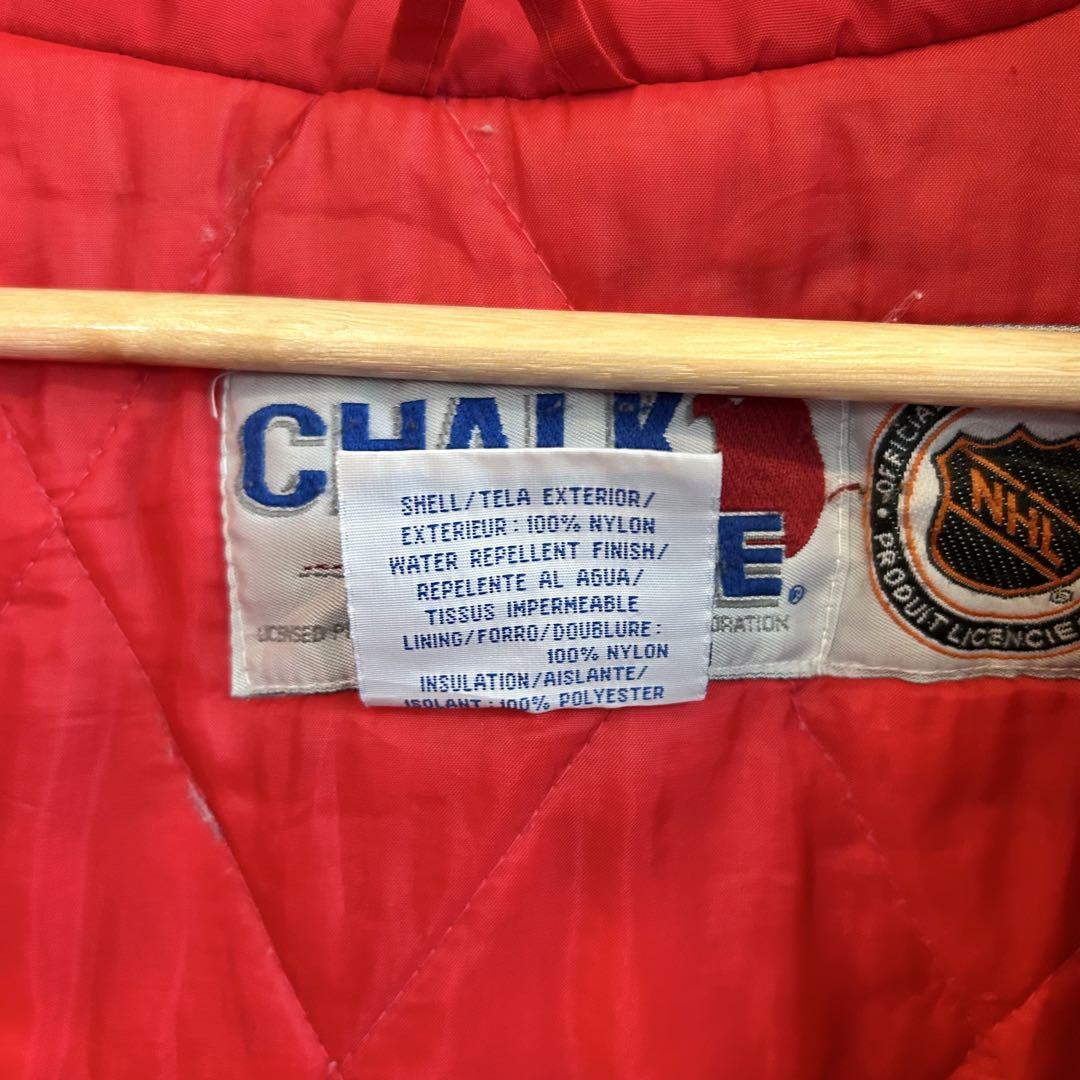 CHALK
E®
SHELL/TELA EXTERIOR/
EXTERIEUR: 100% NYLON
WATER REPELLENT FINISH/
REPELENTE AL AGUA/
TISSUS IMPERMEABLE
LINING/FORRO/DOUBLURE:
100% NYLON
INSULATION/AISLANTE/
ISOLANT: 100% POLYESTER
OFFICIAL
NHL
• PRODUIT LICENCIE